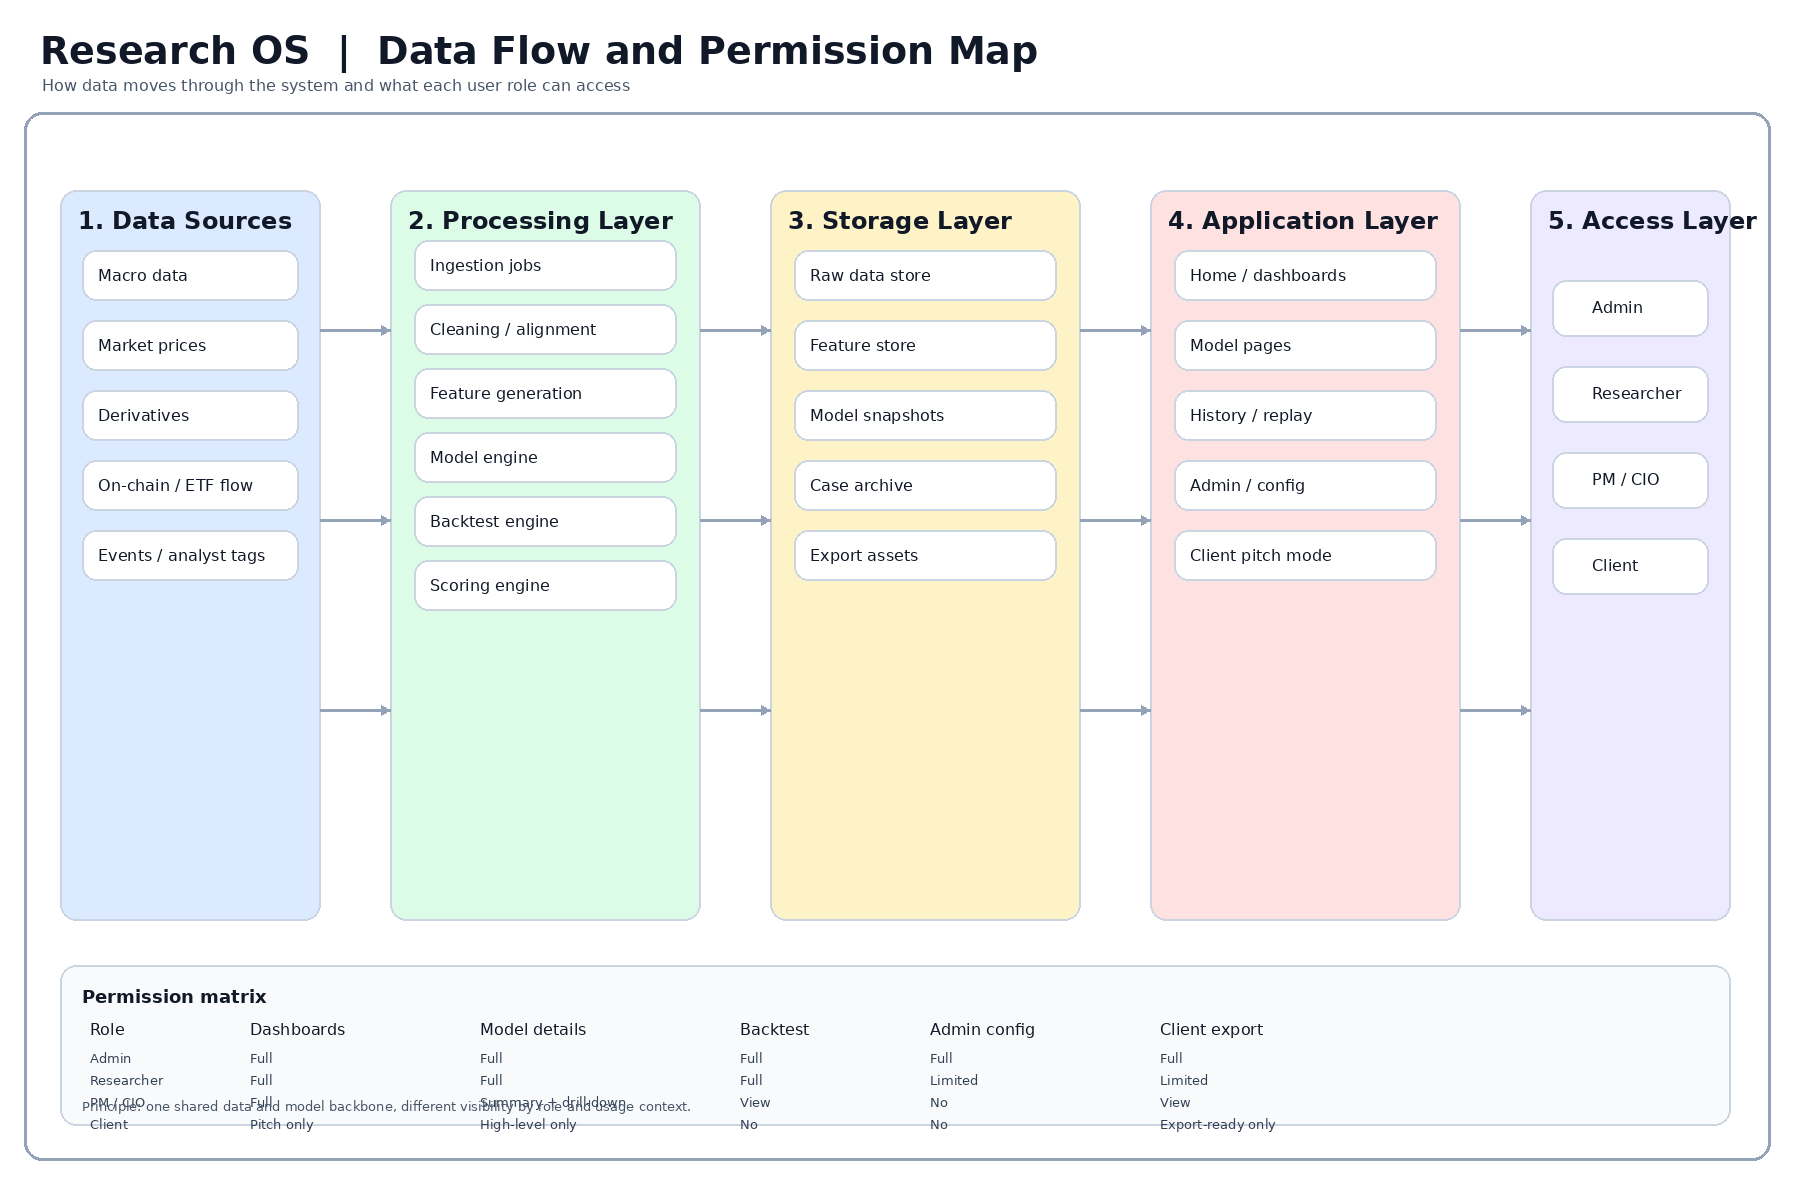 Research OS | Data Flow and Permission Map
How data moves through the system and what each user role can access
1. Data Sources
Macro data
Market prices
Derivatives
On-chain / ETF flow
Events / analyst tags
2. Processing Layer
Ingestion jobs
Cleaning / alignment
Feature generation
Model engine
Backtest engine
Scoring engine
3. Storage Layer
Raw data store
Feature store
Model snapshots
Case archive
Export assets
4. Application Layer
Home / dashboards
Model pages
History / replay
Admin / config
Client pitch mode
5. Access Layer
Admin
Researcher
PM / CIO
Client
Permission matrix
Role Dashboards Model details Backtest Admin config Client export
Admin Full Full Full Full Full
Researcher Full Full Full Limited Limited
PM / CIO Full Summary + drilldown View No View
Principle: one shared data and model backbone, different visibility by role and usage context.
Client Pitch only High-level only No No Export-ready only